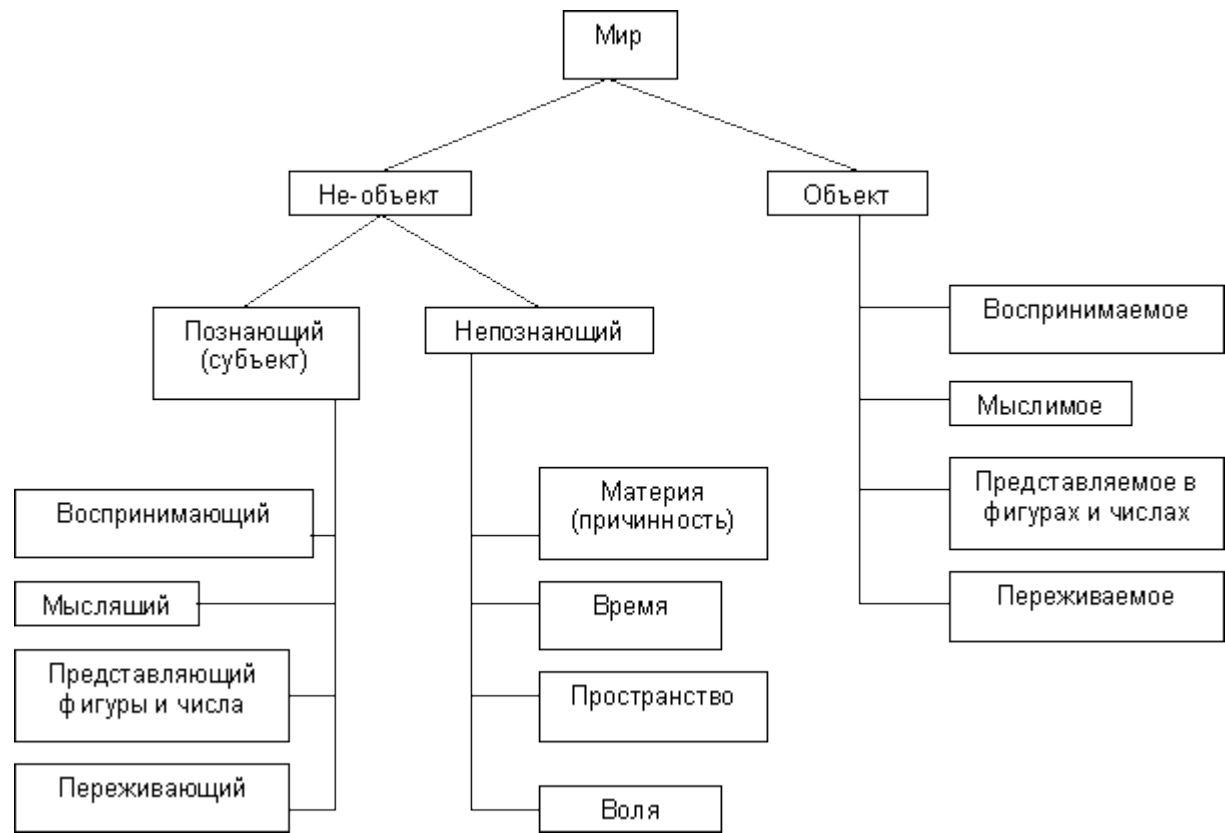 Мир
Не-объект
Объект
Познающий
(субъект)
Непознающий
Воспринимаемое
Мыслимое
Представляемое в
фигурах и числах
Переживаемое
Воспринимающий
Мысляший
Представляющий
фигуры и числа
Переживающий
Материя
(причинность)
Время
Пространство
Воля